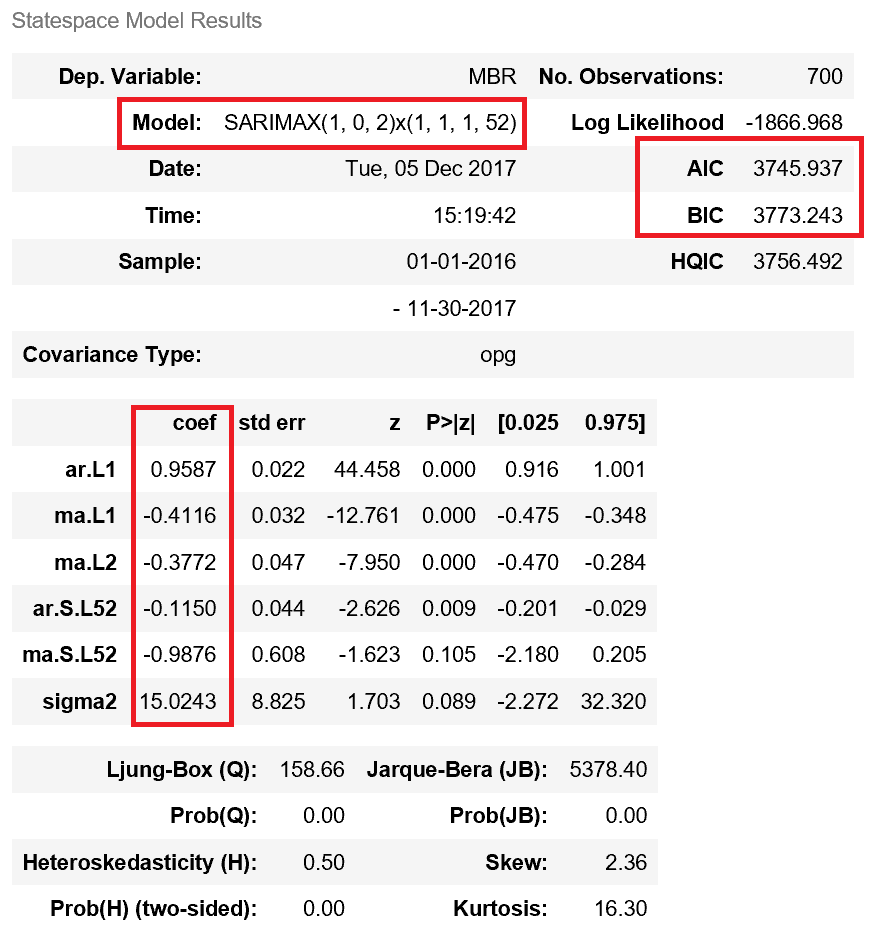 Statespace Model Results
Dep. Variable: MBR No. Observations: 700
Model: SARIMAX(1, 0, 2)x(1, 1, 1, 52) Log Likelihood -1866.968
Date: Tue, 05 Dec 2017 AIC 3745.937
Time: 15:19:42 BIC 3773.243
Sample: 01-01-2016 HQIC 3756.492
- 11-30-2017
Covariance Type: opg
coef std err z P>|z| [0.025 0.975]
ar.L1 0.9587 0.022 44.458 0.000 0.916 1.001
ma.L1 -0.4116 0.032 -12.761 0.000 -0.475 -0.348
ma.L2 -0.3772 0.047 -7.950 0.000 -0.470 -0.284
ar.S.L52 -0.1150 0.044 -2.626 0.009 -0.201 -0.029
ma.S.L52 -0.9876 0.608 -1.623 0.105 -2.180 0.205
sigma2 15.0243 8.825 1.703 0.089 -2.272 32.320
Ljung-Box (Q): 158.66 Jarque-Bera (JB): 5378.40
Prob(Q): 0.00 Prob(JB): 0.00
Heteroskedasticity (H): 0.50 Skew: 2.36
Prob(H) (two-sided): 0.00 Kurtosis: 16.30